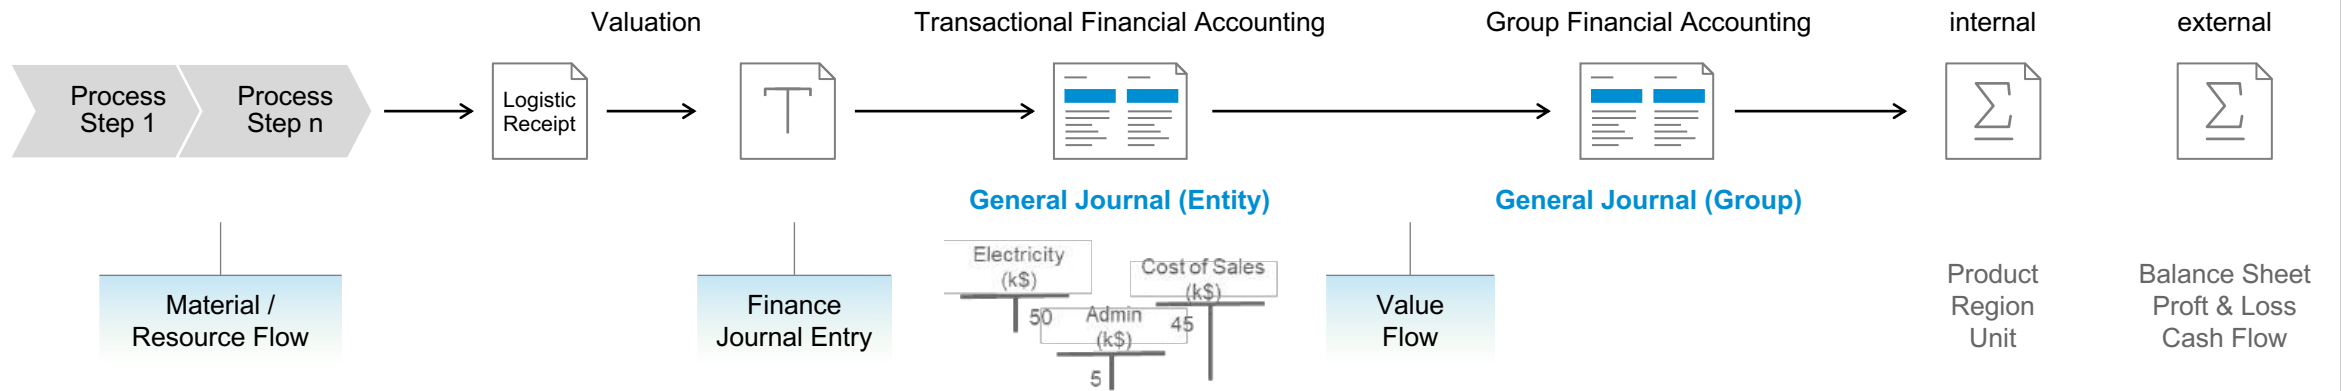 Valuation
Transactional Financial Accounting
Group Financial Accounting
internal
external
Process
Step 1
Process
Step n
Logistic
Receipt
T
Σ
Σ
General Journal (Entity)
General Journal (Group)
Material /
Resource Flow
Finance
Journal Entry
Electricity
(k$)
50
Admin
(k$)
5
Cost of Sales
(k$)
45
Value
Flow
Product
Region
Unit
Balance Sheet
Proft & Loss
Cash Flow